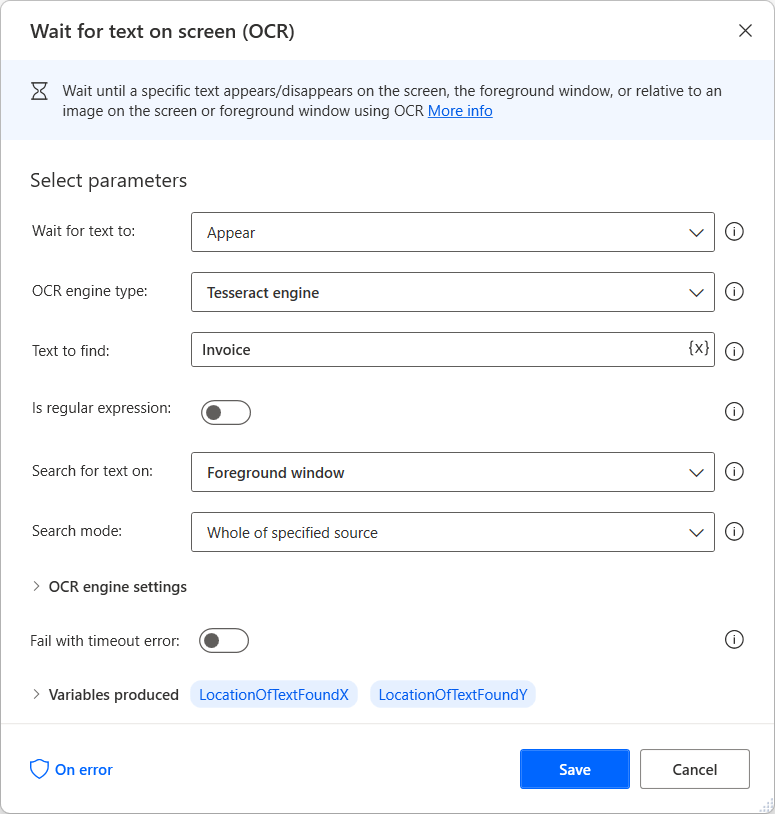 Wait for text on screen (OCR)
Wait until a specific text appears/disappears on the screen, the foreground window, or relative to an
image on the screen or foreground window using OCR More info
Select parameters
Wait for text to: Appear
OCR engine type: Tesseract engine
Text to find: Invoice {x}
Is regular expression:
Search for text on: Foreground window
Search mode: Whole of specified source
OCR engine settings
Fail with timeout error:
Variables produced LocationOfTextFoundX LocationOfTextFoundY
On error Save Cancel